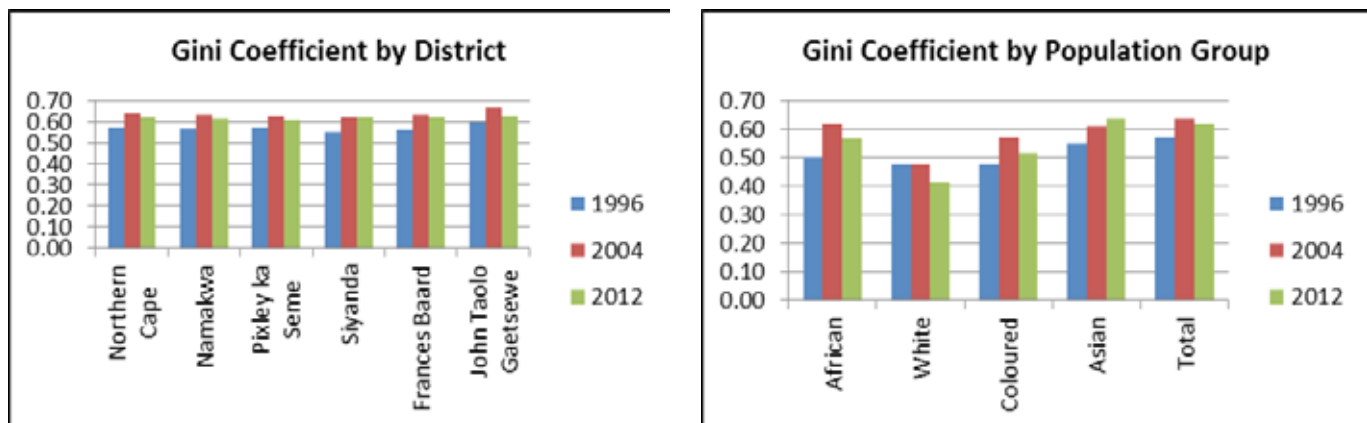 Gini Coefficient by District
0.70
0.60
0.50
0.40
0.30
0.20
0.10
0.00
Northern
Cape
Namakwa
Pixley ka
Seme
Siyanda
Frances Baard
John Taolo
Gaetsewe
1996
2004
2012
Gini Coefficient by Population Group
0.70
0.60
0.50
0.40
0.30
0.20
0.10
0.00
African
White
Coloured
Asian
Total
1996
2004
2012